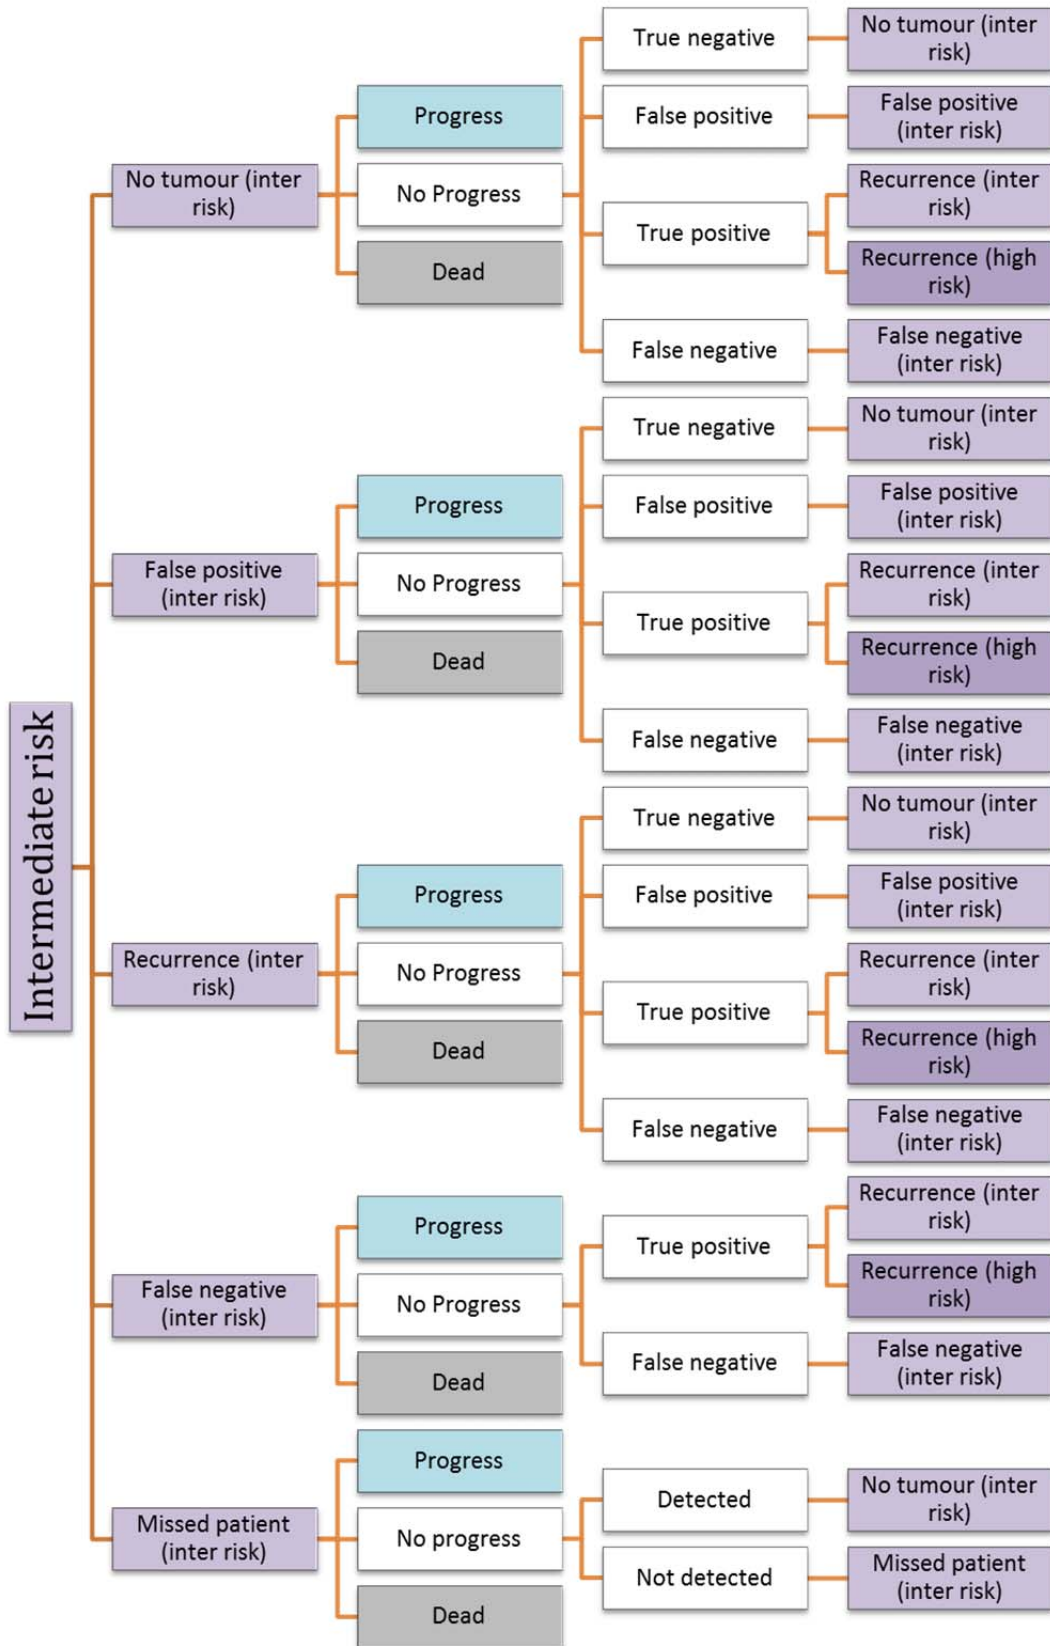 Intermediate risk
No tumour (inter
risk)
Progress
No Progress
Dead
True negative
No tumour (inter
risk)
False positive
False positive
(inter risk)
True positive
Recurrence (inter
risk)
Recurrence (high
risk)
False negative
False negative
(inter risk)
False positive
(inter risk)
Progress
No Progress
Dead
True negative
No tumour (inter
risk)
False positive
False positive
(inter risk)
True positive
Recurrence (inter
risk)
Recurrence (high
risk)
False negative
False negative
(inter risk)
Recurrence (inter
risk)
Progress
No Progress
Dead
True negative
No tumour (inter
risk)
False positive
False positive
(inter risk)
True positive
Recurrence (inter
risk)
Recurrence (high
risk)
False negative
False negative
(inter risk)
False negative
(inter risk)
Progress
No Progress
Dead
True positive
Recurrence (inter
risk)
Recurrence (high
risk)
False negative
False negative
(inter risk)
Missed patient
(inter risk)
Progress
No progress
Dead
Detected
No tumour (inter
risk)
Not detected
Missed patient
(inter risk)